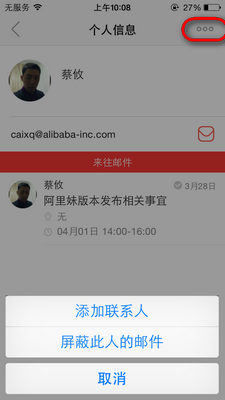 无服务 上午10:08 27%
个人信息
蔡攸
caixq@alibaba-inc.com
来往邮件
蔡攸 3月28日
阿里妹版本发布相关事宜
无
04月01日 14:00-16:00
添加联系人
屏蔽此人的邮件
取消